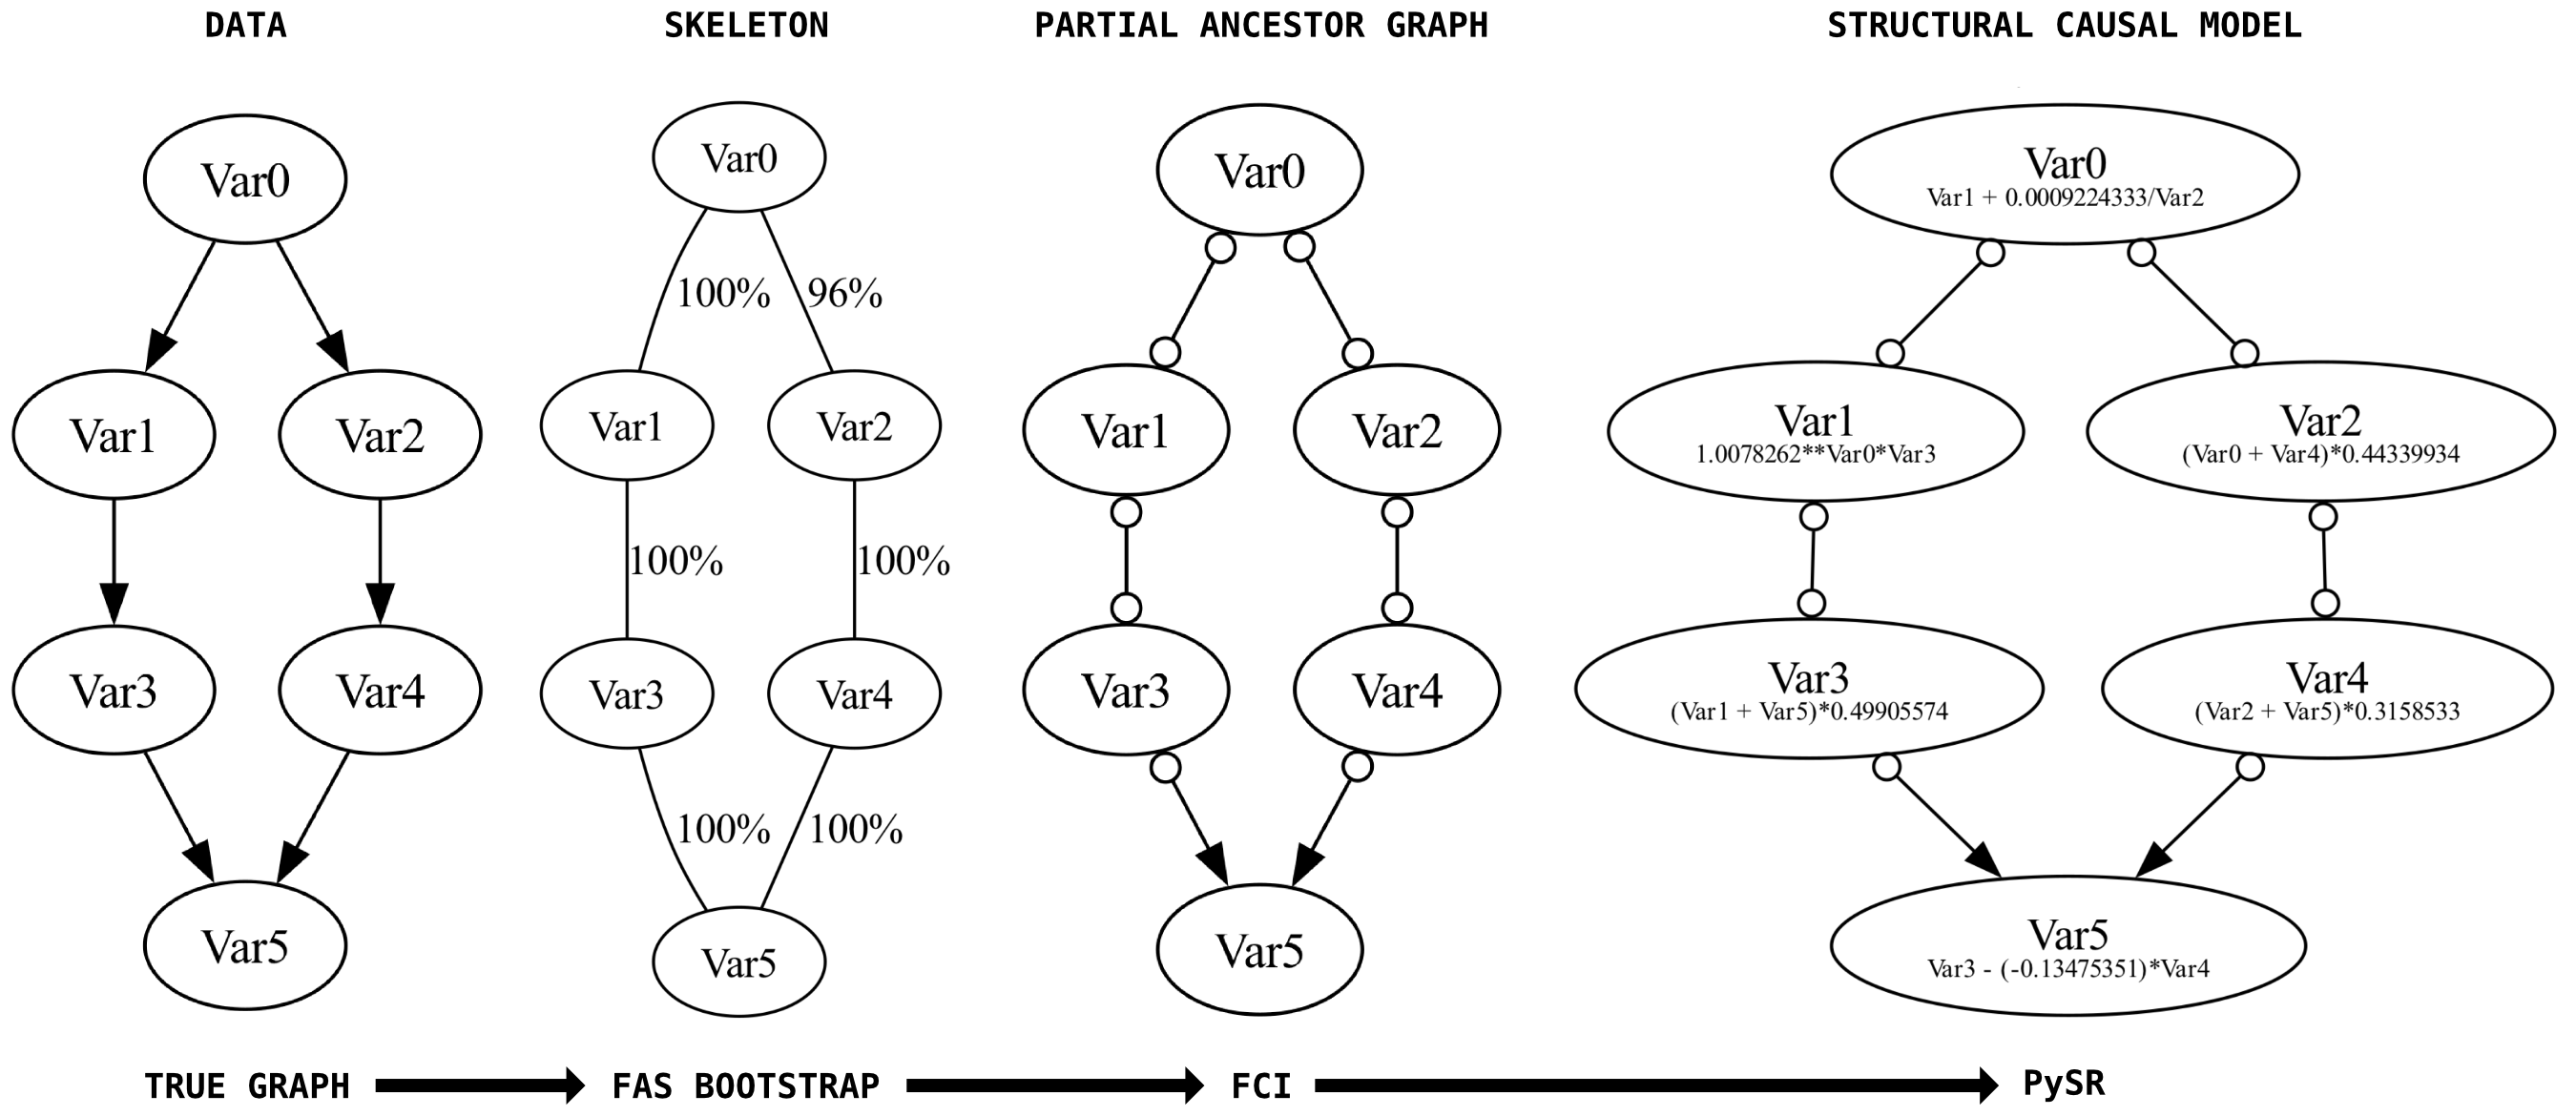 DATA
SKELETON
PARTIAL ANCESTOR GRAPH
STRUCTURAL CAUSAL MODEL
Var0
Var1
Var2
Var3
Var4
Var5
Var0
100%
96%
Var1
Var2
100%
100%
Var3
Var4
100%
100%
Var5
Var0
Var1
Var2
Var3
Var4
Var5
Var0
Var1 + 0.0009224333/Var2
Var1
1.0078262**Var0*Var3
Var2
(Var0 + Var4)*0.44339934
Var3
(Var1 + Var5)*0.49905574
Var4
(Var2 + Var5)*0.3158533
Var5
Var3 - (-0.13475351)*Var4
TRUE GRAPH
FAS BOOTSTRAP
FCI
PySR